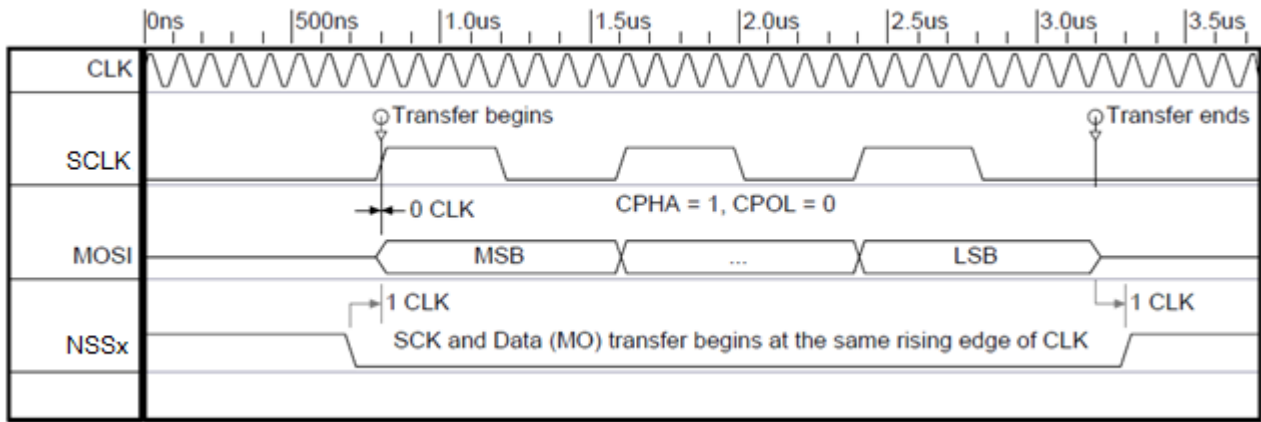 0ns 500ns 1.0us 1.5us 2.0us 2.5us 3.0us 3.5us
CLK
Transfer begins Transfer ends
SCLK
0 CLK CPHA = 1, CPOL = 0
MOSI MSB ... LSB
1 CLK 1 CLK
NSSx SCK and Data (MO) transfer begins at the same rising edge of CLK